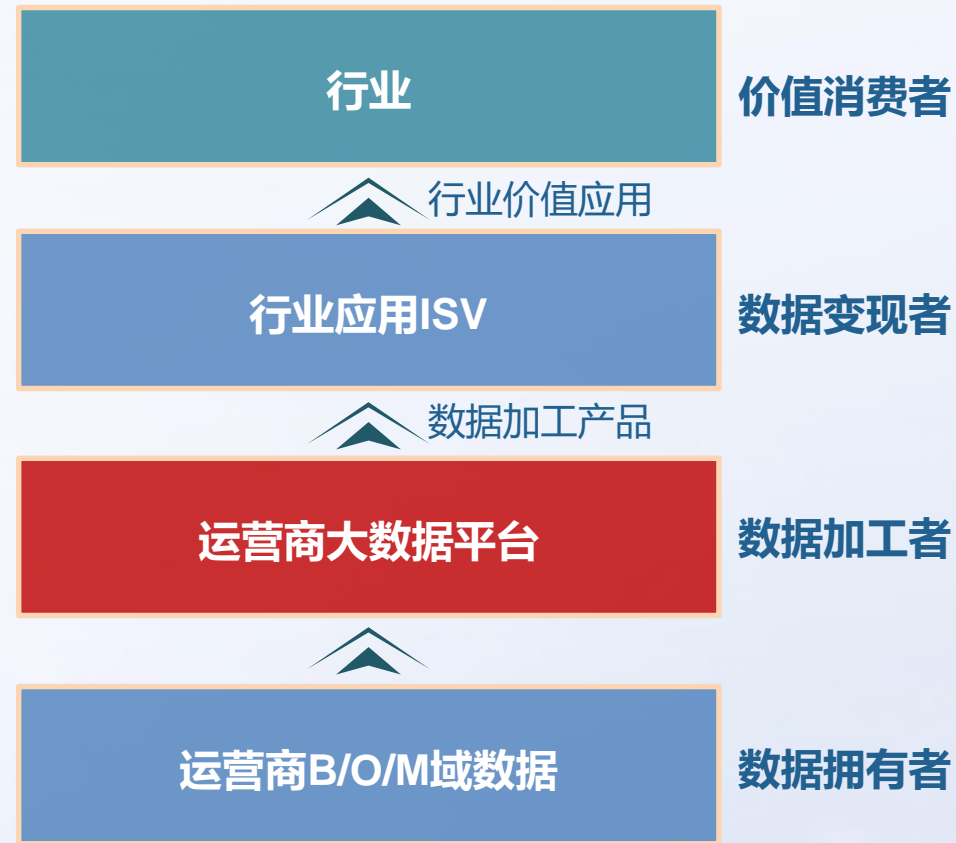 行业
价值消费者
行业价值应用
行业应用ISV
数据变现者
数据加工产品
运营商大数据平台
数据加工者
运营商B/O/M域数据
数据拥有者